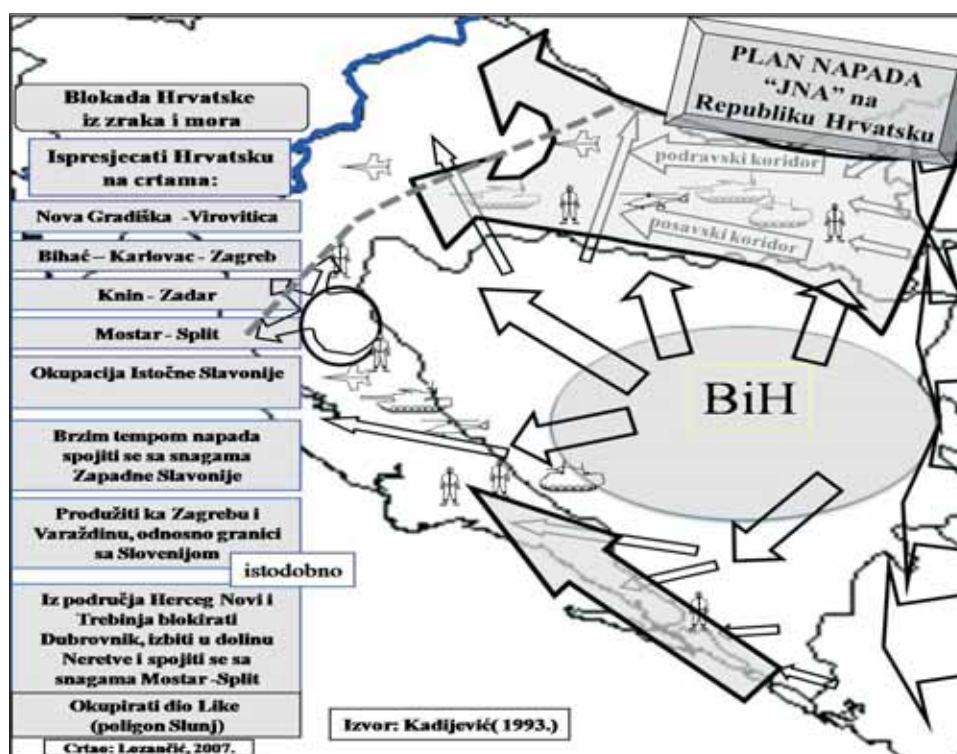 PLAN NAPADA
“JNA” na
Republiku Hrvatsku
Blokada Hrvatske
iz zraka i mora
Ispresjecati Hrvatsku
na crtama:
Nova Gradiška -Virovitica
Bihać – Karlovac - Zagreb
Knin - Zadar
Mostar - Split
Okupacija Istočne Slavonije
Brzim tempom napada
spojiti se sa snagama
Zapadne Slavonije
Produžiti ka Zagrebu i
Varaždinu, odnosno granici
sa Slovenijom
istodobno
Iz područja Herceg Novi i
Trebinja blokirati
Dubrovnik, izbiti u dolinu
Neretve i spojiti se sa
snagama Mostar -Split
Okupirati dio Like
(poligon Slunj)
Crtao: Lozančić, 2007.
podravski koridor
posavski koridor
BiH
Izvor: Kadijević( 1993.)